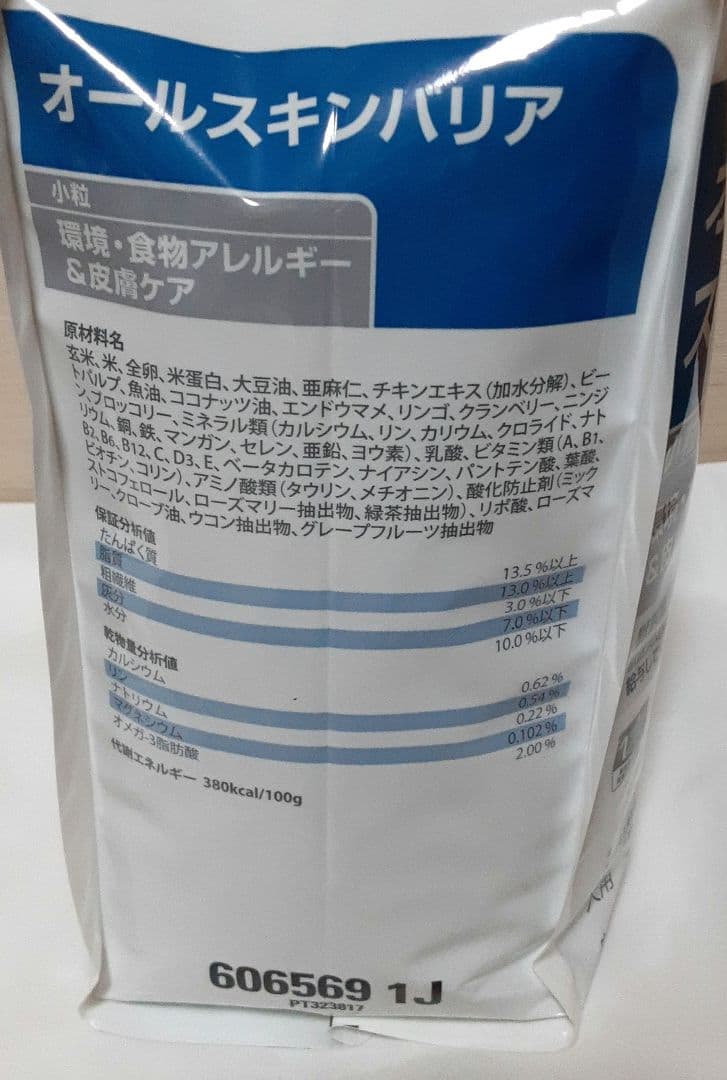 オールスキンバリア
小粒
環境・食物アレルギー
&皮膚ケア
原材料名
玄米、米、全卵、米蛋白、大豆油、亜麻仁、チキンエキス(加水分解)、ビー
トパルプ、魚油、ココナッツ油、エンドウマメ、リンゴ、クランベリー、ニンジ
ン、ブロッコリー、ミネラル類(カルシウム、リン、カリウム、クロライド、ナト
リウム、銅、鉄、マンガン、セレン、亜鉛、ヨウ素)、乳酸、ビタミン類(A、B1、
B2、B6、B12、C、D3、E、ベータカロテン、ナイアシン、パントテン酸、葉酸、
ビオチン、コリン)、アミノ酸類(タウリン、メチオニン)、酸化防止剤(ミック
ストコフェロール、ローズマリー抽出物、緑茶抽出物)、リポ酸、ローズマ
リー、クローブ油、ウコン抽出物、グレープフルーツ抽出物
保証分析値
たんぱく質 13.5%以上
脂質 13.0%以上
粗繊維 3.0%以下
灰分 7.0%以下
水分 10.0%以下
乾物量分析値
カルシウム 0.62%
リン 0.54%
ナトリウム 0.22%
マグネシウム 0.102%
オメガ-3脂肪酸 2.00%
代謝エネルギー 380kcal/100g
606569 1J
PT323817